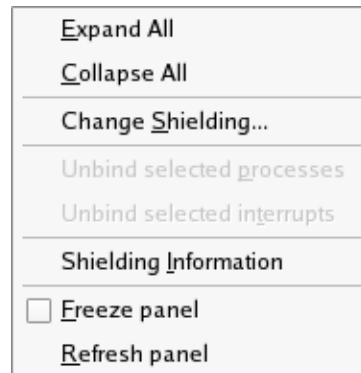 Expand All
Collapse All
Change Shielding...
Unbind selected processes
Unbind selected interrupts
Shielding Information
Freeze panel
Refresh panel